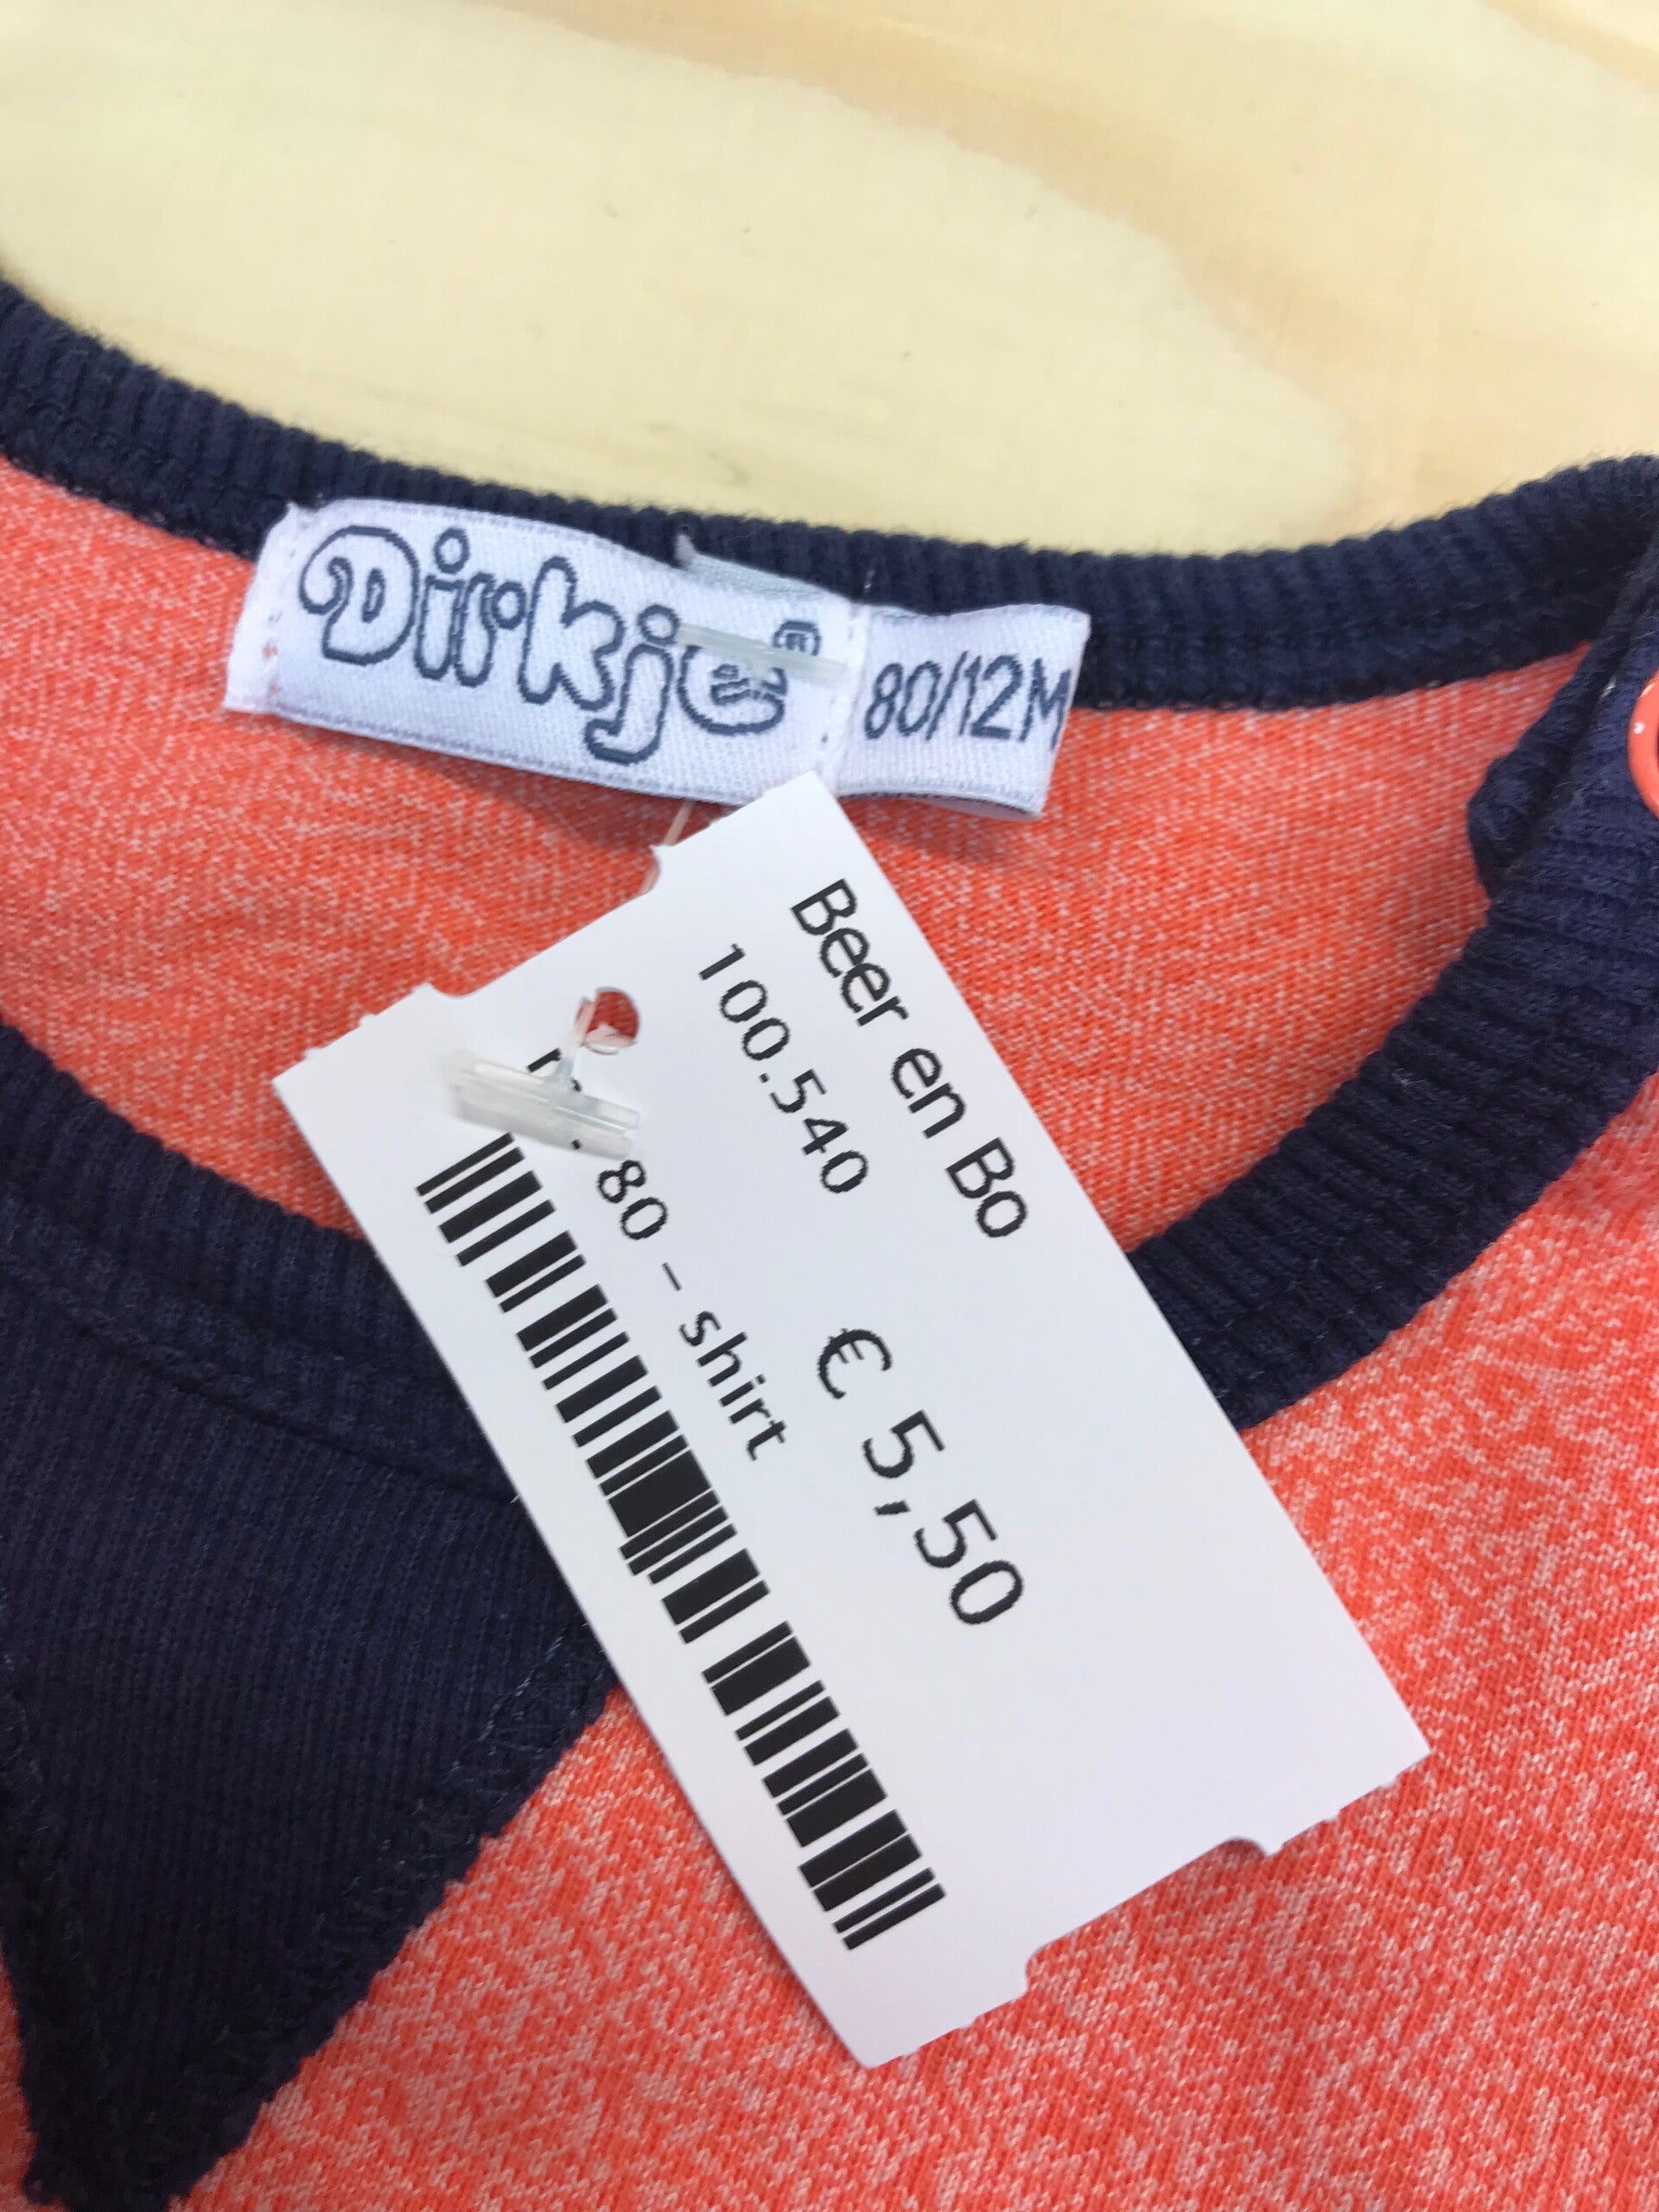 Dirkje®
80/12M
Beer en Bo
100.540
€ 5,50
80 - shirt